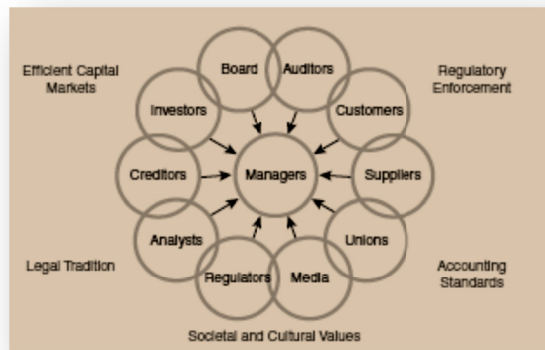 Board Auditors
Efficient Capital
Markets
Regulatory
Enforcement
Investors
Customers
Creditors
Managers
Suppliers
Analysts
Unions
Regulators
Media
Legal Tradition
Accounting
Standards
Societal and Cultural Values